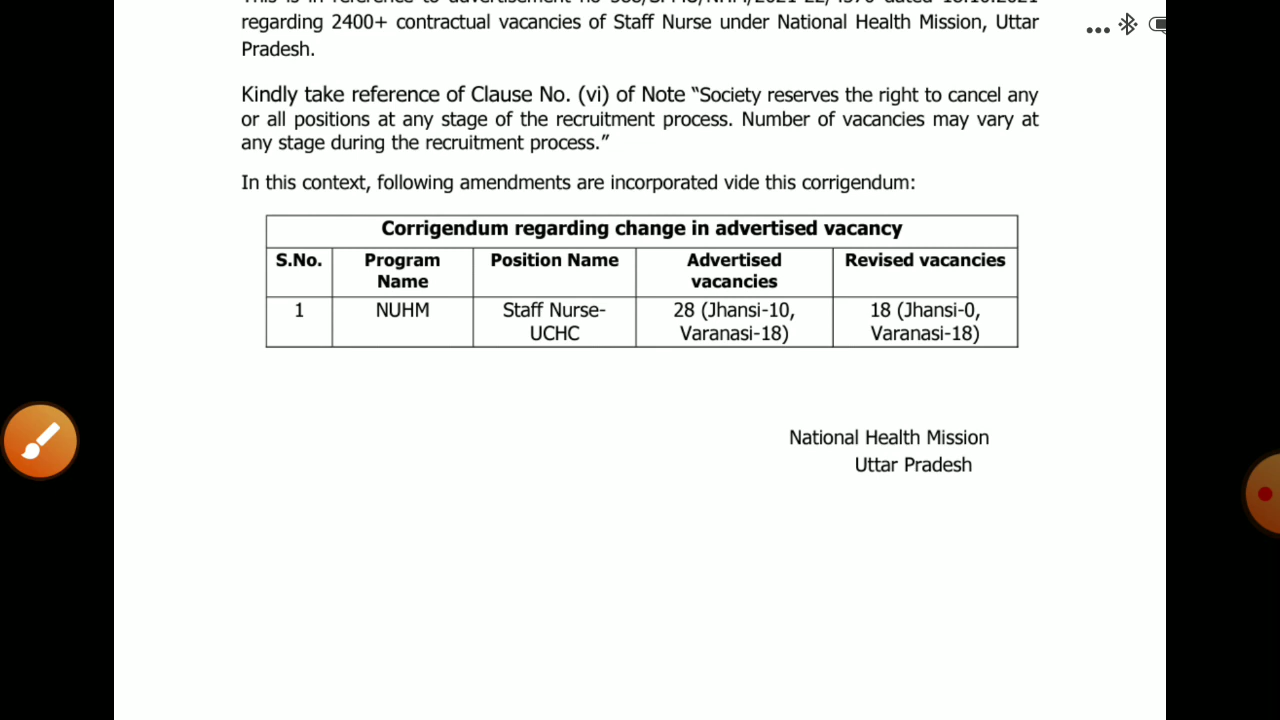 regarding 2400+ contractual vacancies of Staff Nurse under National Health Mission, Uttar
Pradesh.
Kindly take reference of Clause No. (vi) of Note “Society reserves the right to cancel any
or all positions at any stage of the recruitment process. Number of vacancies may vary at
any stage during the recruitment process.”
In this context, following amendments are incorporated vide this corrigendum:
Corrigendum regarding change in advertised vacancy
S.No. Program Name Position Name Advertised vacancies Revised vacancies
1 NUHM Staff Nurse- UCHC 28 (Jhansi-10, Varanasi-18) 18 (Jhansi-0, Varanasi-18)
National Health Mission
Uttar Pradesh